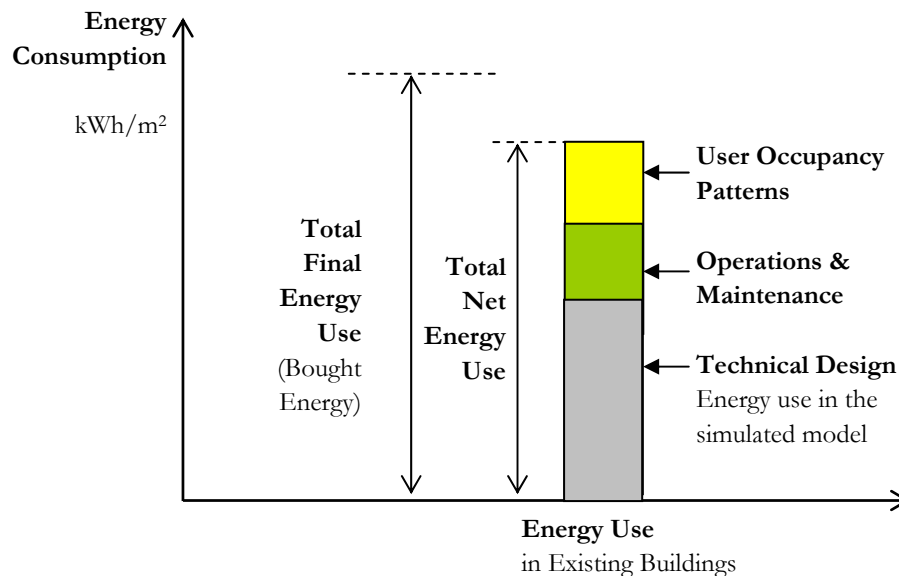 Energy
Consumption
kWh/m²
Total
Final
Energy
Use
(Bought
Energy)
Total
Net
Energy
Use
User Occupancy
Patterns
Operations &
Maintenance
Technical Design
Energy use in the
simulated model
Energy Use
in Existing Buildings